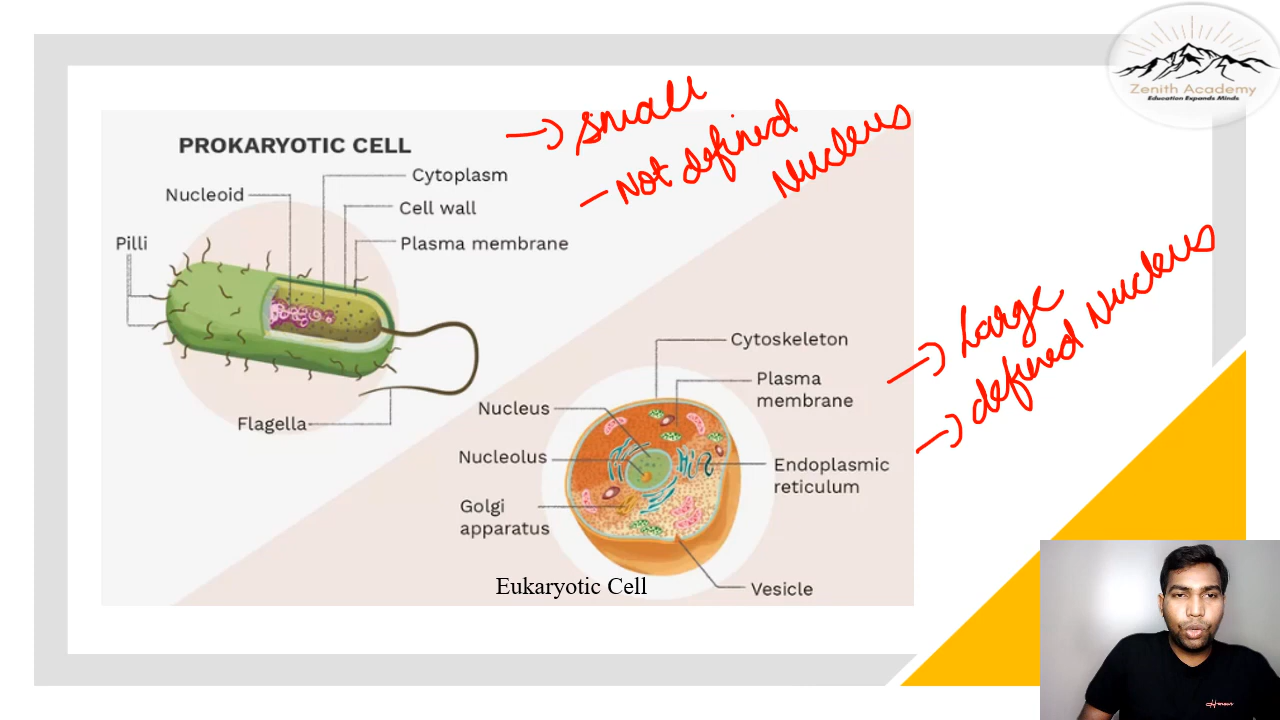 Zenith Academy
Education Expands Minds
→ Small
- Not defined
Nucleus
PROKARYOTIC CELL
Cytoplasm
Nucleoid
Cell wall
Pilli
Plasma membrane
Flagella
→ Large
→ defined Nucleus
Cytoskeleton
Plasma
membrane
Nucleus
Nucleolus
Endoplasmic
reticulum
Golgi
apparatus
Eukaryotic Cell
Vesicle